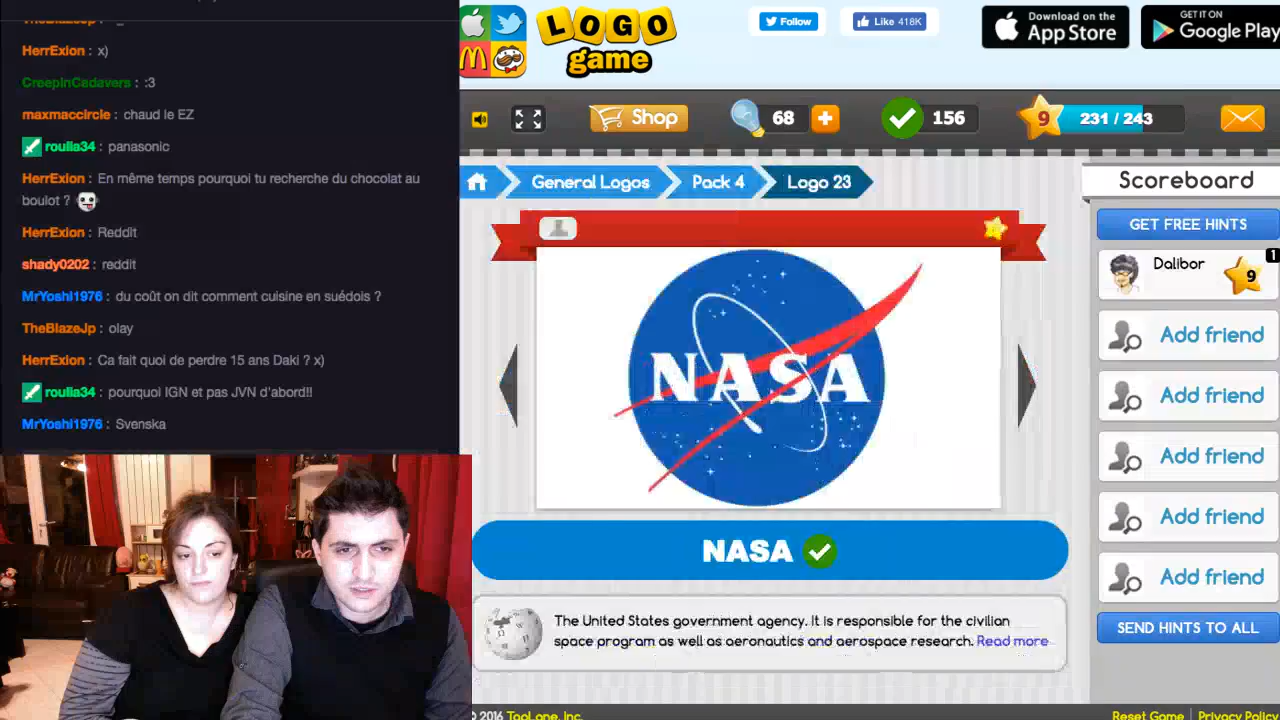 HerrExion : x)
CreepinCadavers : :3
maxmaccircle : chaud le EZ
roulia34 : panasonic
HerrExion : En même temps pourquoi tu recherche du chocolat au
boulot ?
HerrExion : Reddit
shady0202 : reddit
MrYoshi1976 : du coût on dit comment cuisine en suédois ?
TheBlazeJp : olay
HerrExion : Ca fait quoi de perdre 15 ans Daki ? x)
roulia34 : pourquoi IGN et pas JVN d'abord!!
MrYoshi1976 : Svenska
LOGO
game
Follow
Like 418K
Download on the
App Store
GET IT ON
Google Play
Shop
68
156
9
231 / 243
General Logos
Pack 4
Logo 23
NASA
NASA
The United States government agency. It is responsible for the civilian
space program as well as aeronautics and aerospace research. Read more
Scoreboard
GET FREE HINTS
Dalibor
9
1
Add friend
Add friend
Add friend
Add friend
Add friend
SEND HINTS TO ALL
© 2016 TapLane, Inc.
Reset Game | Privacy Policy